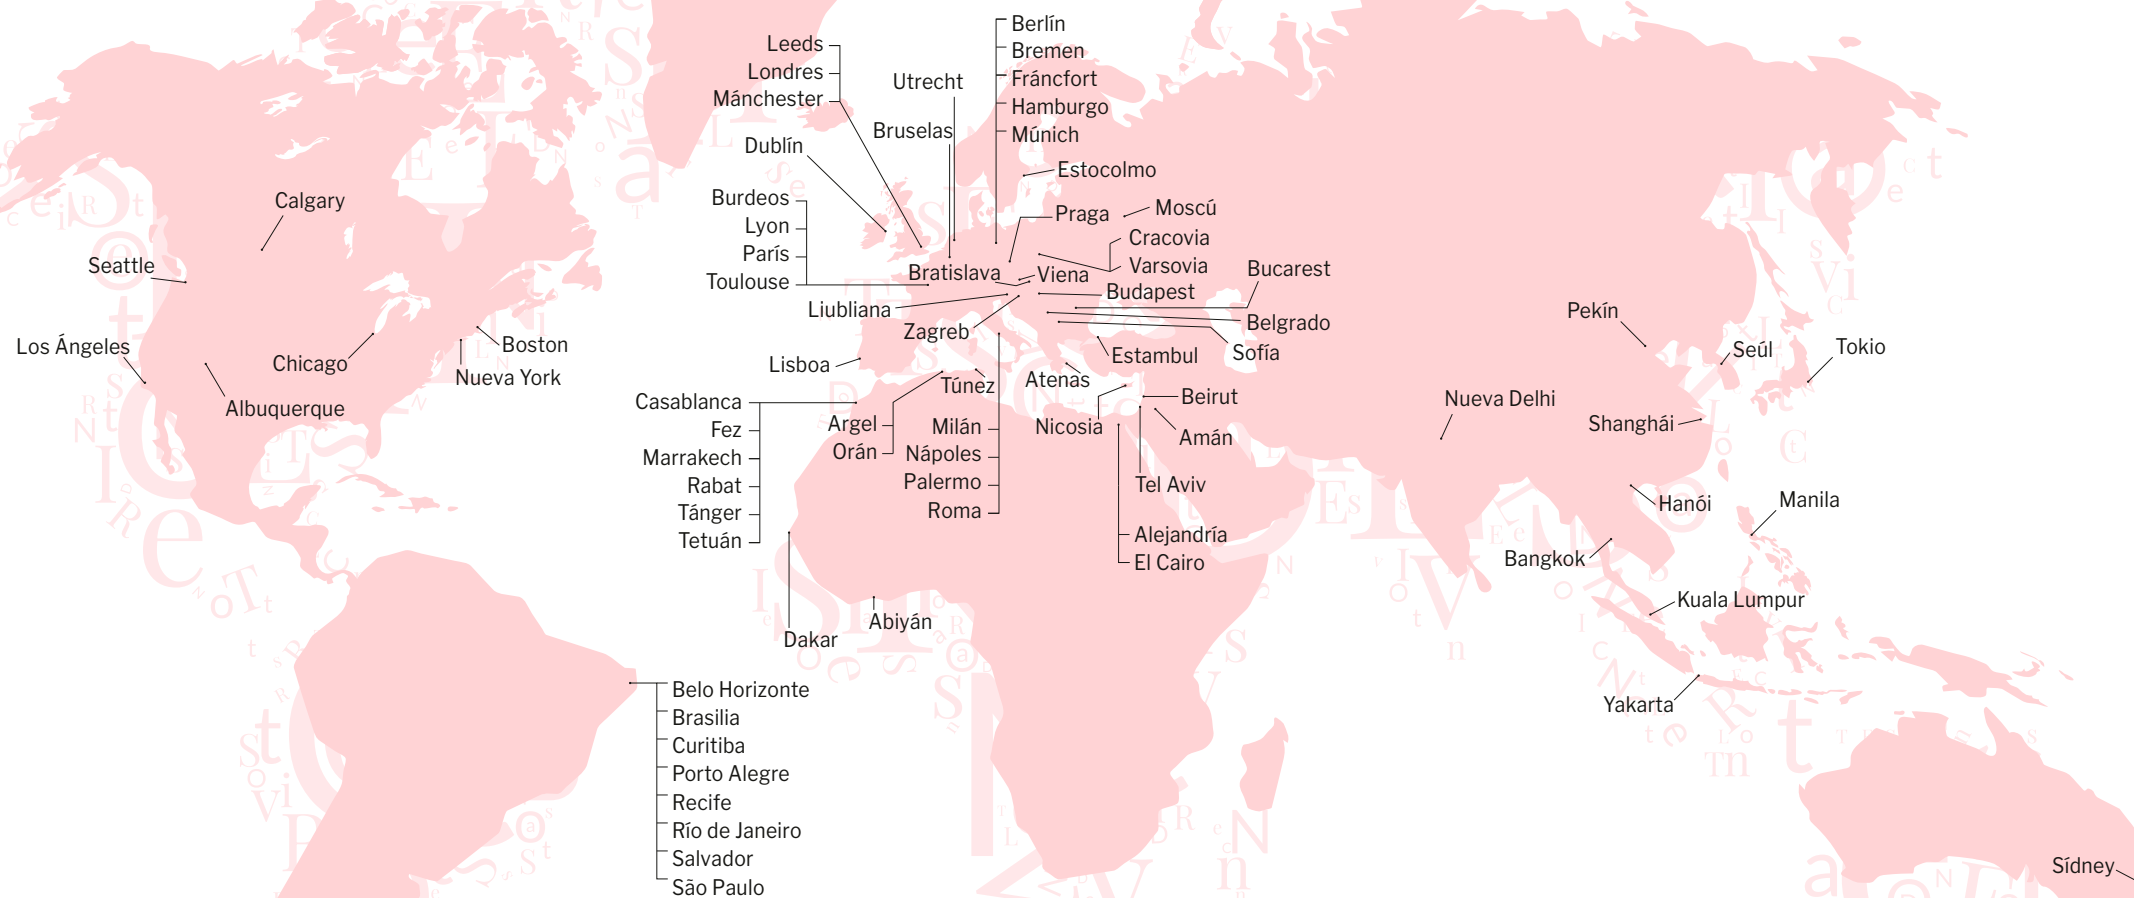 Calgary
Seattle
Los Ángeles
Albuquerque
Chicago
Boston
Nueva York
Leeds
Londres
Mánchester
Dublín
Utrecht
Bruselas
Berlín
Bremen
Fráncfort
Hamburgo
Múnich
Estocolmo
Burdeos
Lyon
París
Toulouse
Praga
Moscú
Cracovia
Varsovia
Bratislava
Viena
Bucarest
Budapest
Liubliana
Zagreb
Belgrado
Sofía
Estambul
Lisboa
Túnez
Atenas
Casablanca
Fez
Marrakech
Rabat
Tánger
Tetuán
Argel
Orán
Milán
Nápoles
Palermo
Roma
Nicosia
Beirut
Amán
Tel Aviv
Alejandría
El Cairo
Dakar
Abiyán
Belo Horizonte
Brasilia
Curitiba
Porto Alegre
Recife
Río de Janeiro
Salvador
São Paulo
Pekín
Seúl
Tokio
Nueva Delhi
Shanghái
Hanói
Manila
Bangkok
Kuala Lumpur
Yakarta
Sídney